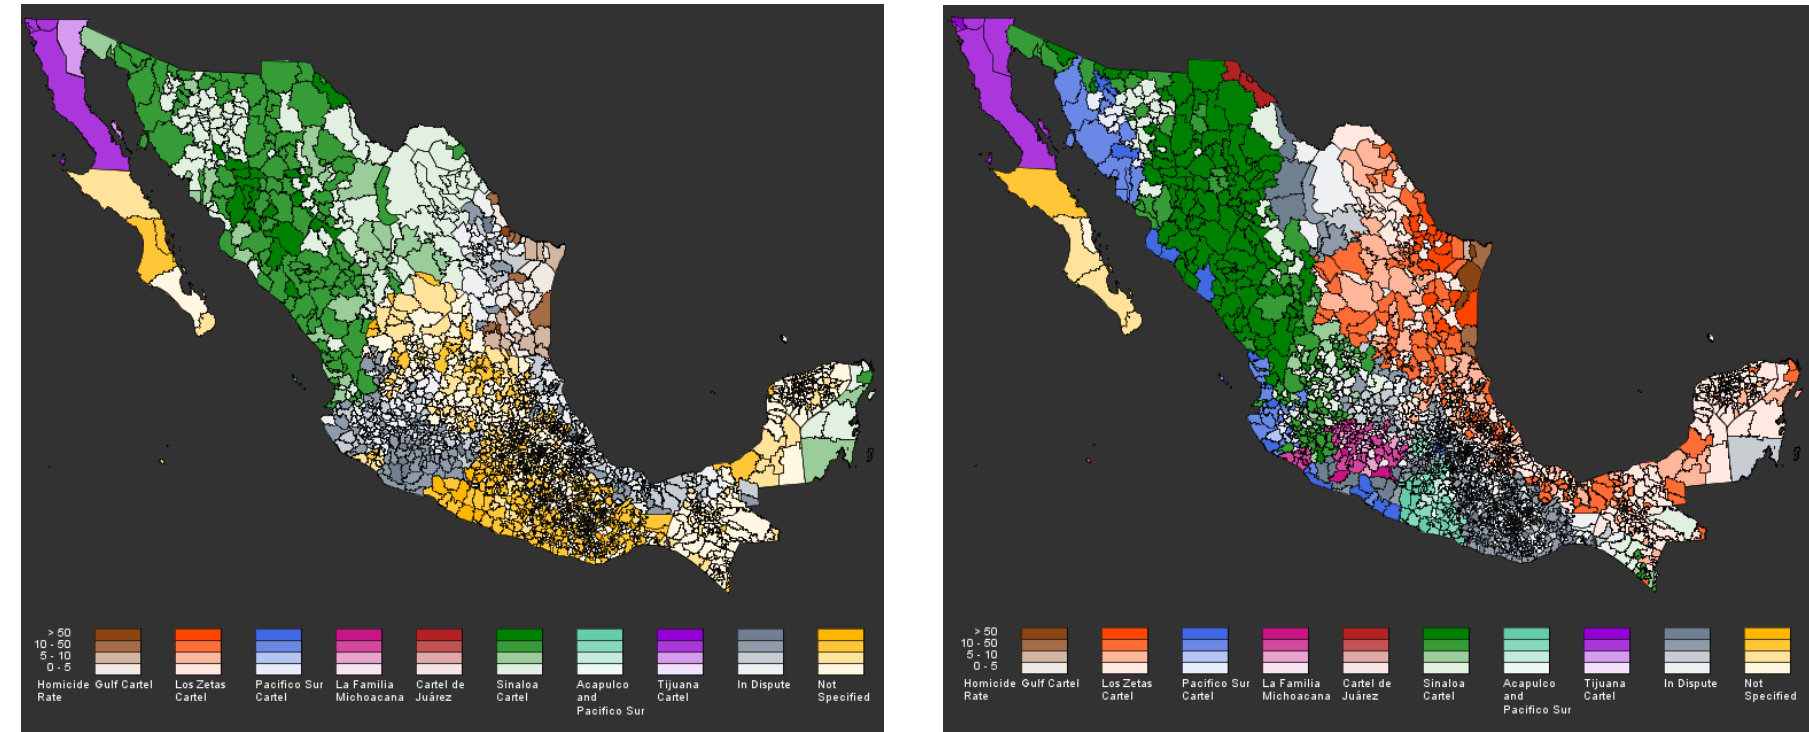 > 50
10 - 50
5 - 10
0 - 5
Homicide Gulf Cartel Los Zetas Pacifico Sur La Familia Cartel de Sinaloa Acapulco Tijuana In Dispute Not
Rate Cartel Cartel Michoacana Juárez Cartel and Cartel Specified
Pacifico Sur
> 50
10 - 50
5 - 10
0 - 5
Homicide Gulf Cartel Los Zetas Pacifico Sur La Familia Cartel de Sinaloa Acapulco Tijuana In Dispute Not
Rate Cartel Cartel Michoacana Juárez Cartel and Cartel Specified
Pacifico Sur